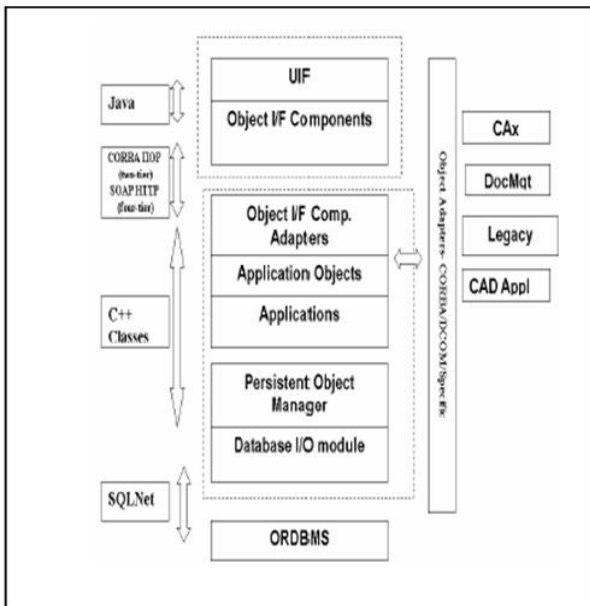 UIF
Object I/F Components
Java
CORBA IIOP
(two-tier)
SOAP HTTP
(four-tier)
Object I/F Comp.
Adapters
Application Objects
Applications
C++
Classes
Persistent Object
Manager
Database I/O module
SQLNet
ORDBMS
Object Adapters- CORBA/DCOM/Specific
CAx
DocMgt
Legacy
CAD Appl